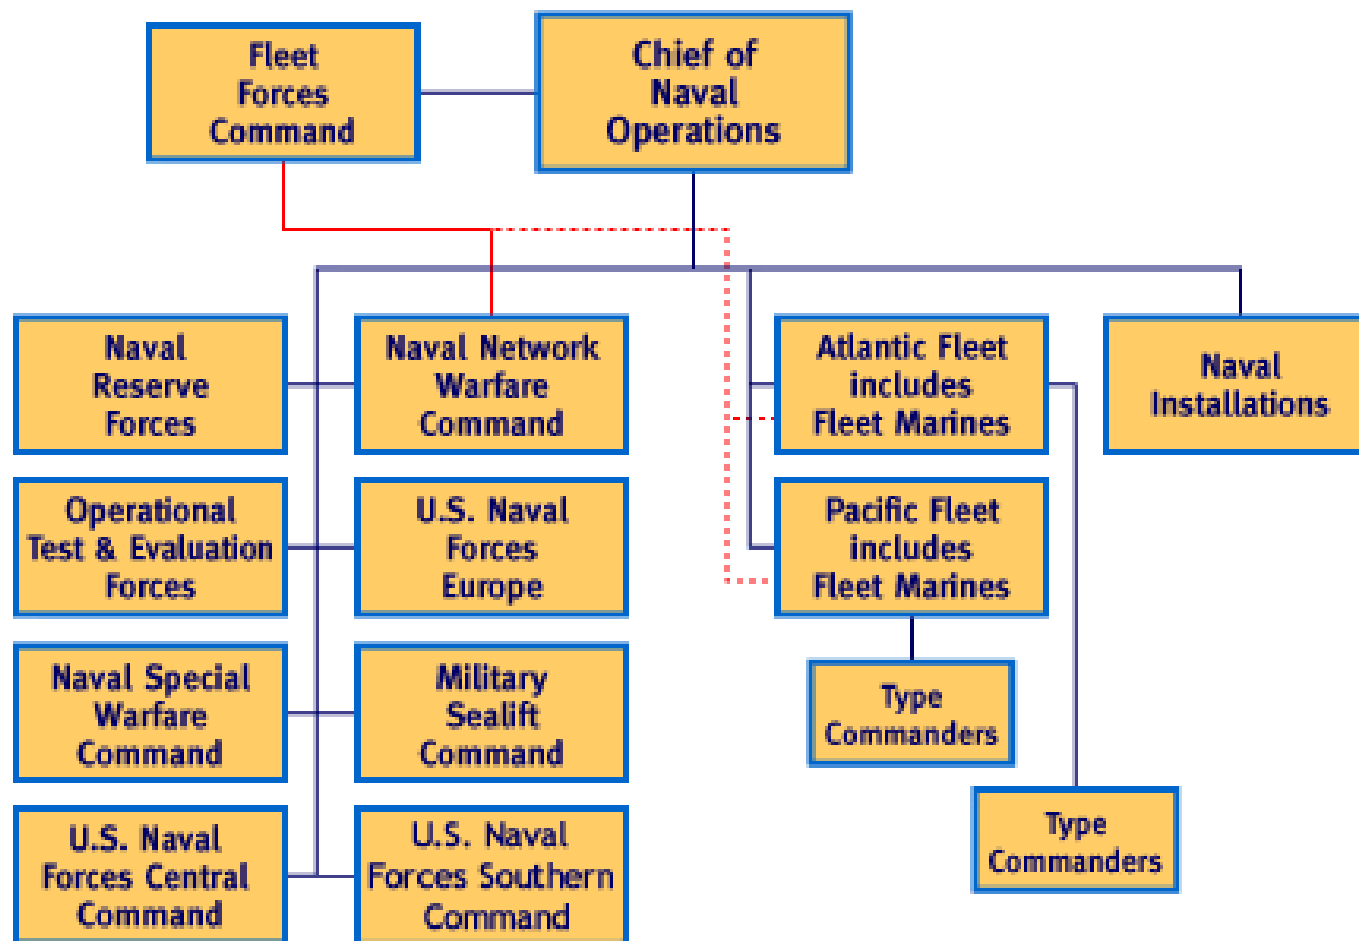 Fleet
Forces
Command
Chief of
Naval
Operations
Naval
Reserve
Forces
Naval Network
Warfare
Command
Atlantic Fleet
includes
Fleet Marines
Naval
Installations
Operational
Test & Evaluation
Forces
U.S. Naval
Forces
Europe
Pacific Fleet
includes
Fleet Marines
Naval Special
Warfare
Command
Military
Sealift
Command
Type
Commanders
U.S. Naval
Forces Central
Command
U.S. Naval
Forces Southern
Command
Type
Commanders